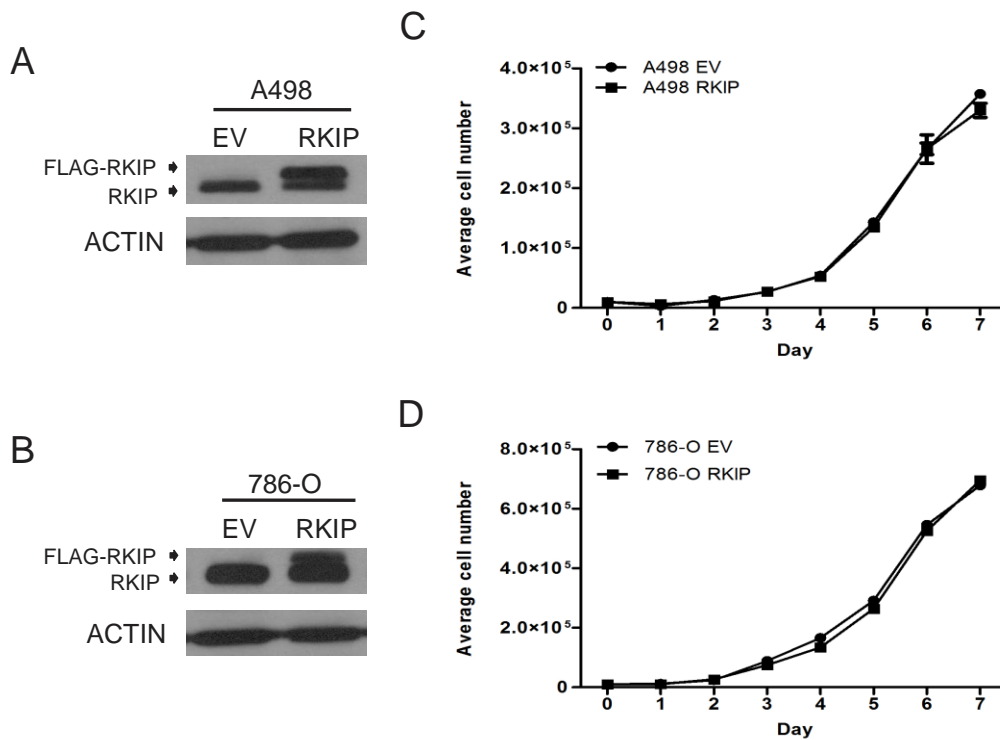 A
A498
EV RKIP
FLAG-RKIP
RKIP
ACTIN
B
786-O
EV RKIP
FLAG-RKIP
RKIP
ACTIN
C
A498 EV
A498 RKIP
Average cell number
4.0×10⁵
3.0×10⁵
2.0×10⁵
1.0×10⁵
0
0 1 2 3 4 5 6 7
Day
D
786-O EV
786-O RKIP
Average cell number
8.0×10⁵
6.0×10⁵
4.0×10⁵
2.0×10⁵
0
0 1 2 3 4 5 6 7
Day